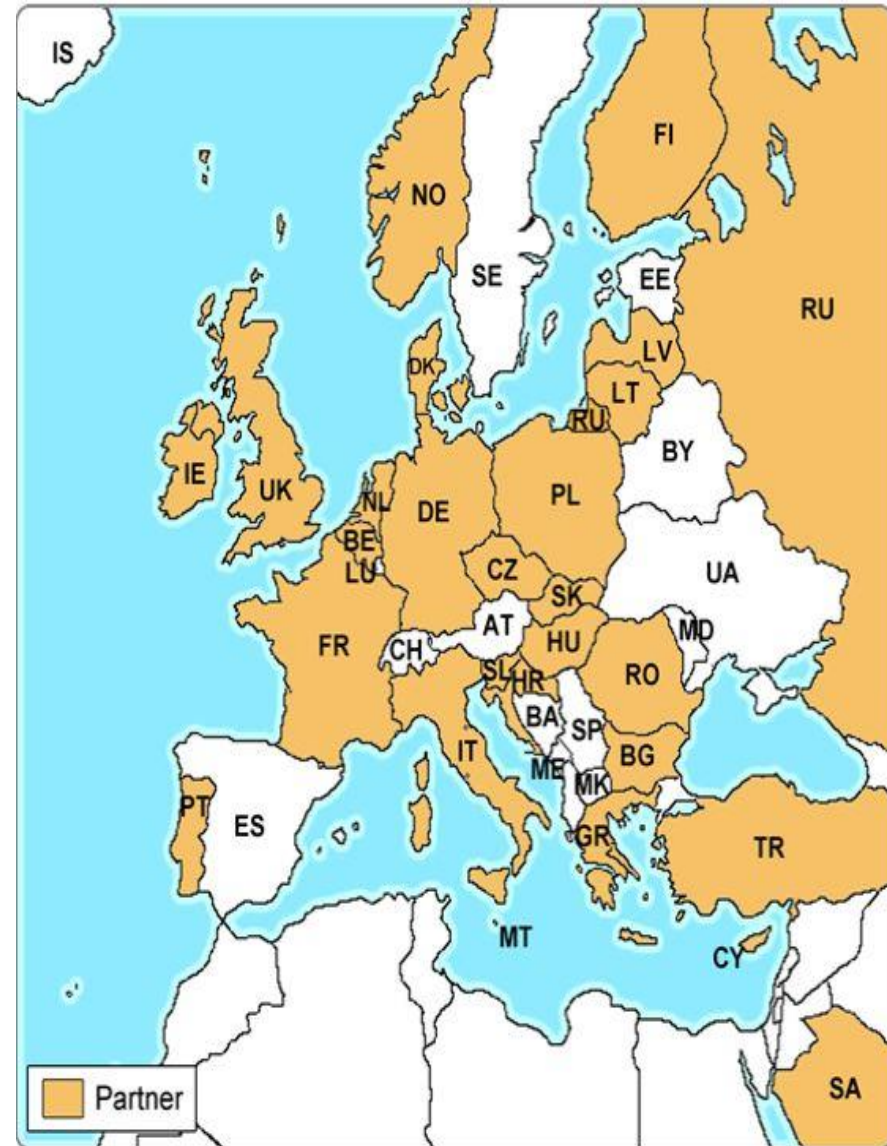 IS
FI
NO
SE
EE
RU
LV
DK
LT
RU
BY
IE
UK
NL
DE
PL
BE
LU
CZ
UA
SK
AT
MD
FR
CH
HU
SL
HR
RO
BA
SP
IT
BG
ME
MK
PT
ES
GR
TR
MT
CY
Partner
SA